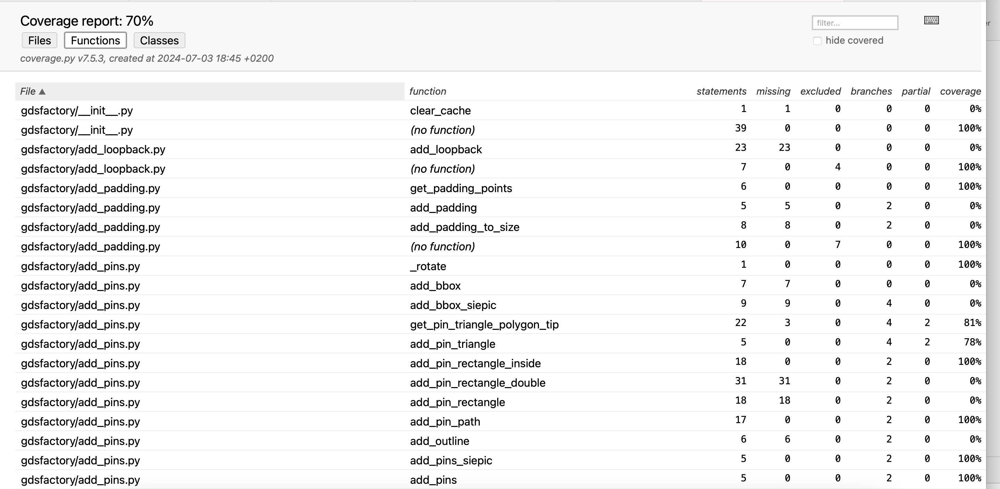 Coverage report: 70%
filter...
Files Functions Classes
hide covered
coverage.py v7.5.3, created at 2024-07-03 18:45 +0200
File ▲ function statements missing excluded branches partial coverage
gdsfactory/__init__.py clear_cache 1 1 0 0 0 0%
gdsfactory/__init__.py (no function) 39 0 0 0 0 100%
gdsfactory/add_loopback.py add_loopback 23 23 0 0 0 0%
gdsfactory/add_loopback.py (no function) 7 0 4 0 0 100%
gdsfactory/add_padding.py get_padding_points 6 0 0 0 0 100%
gdsfactory/add_padding.py add_padding 5 5 0 2 0 0%
gdsfactory/add_padding.py add_padding_to_size 8 8 0 2 0 0%
gdsfactory/add_padding.py (no function) 10 0 7 0 0 100%
gdsfactory/add_pins.py _rotate 1 0 0 0 0 100%
gdsfactory/add_pins.py add_bbox 7 7 0 0 0 0%
gdsfactory/add_pins.py add_bbox_siepic 9 9 0 4 0 0%
gdsfactory/add_pins.py get_pin_triangle_polygon_tip 22 3 0 4 2 81%
gdsfactory/add_pins.py add_pin_triangle 5 0 0 4 2 78%
gdsfactory/add_pins.py add_pin_rectangle_inside 18 0 0 2 0 100%
gdsfactory/add_pins.py add_pin_rectangle_double 31 31 0 2 0 0%
gdsfactory/add_pins.py add_pin_rectangle 18 18 0 2 0 0%
gdsfactory/add_pins.py add_pin_path 17 0 0 2 0 100%
gdsfactory/add_pins.py add_outline 6 6 0 2 0 0%
gdsfactory/add_pins.py add_pins_siepic 5 0 0 2 0 100%
gdsfactory/add_pins.py add_pins 5 0 0 2 0 100%